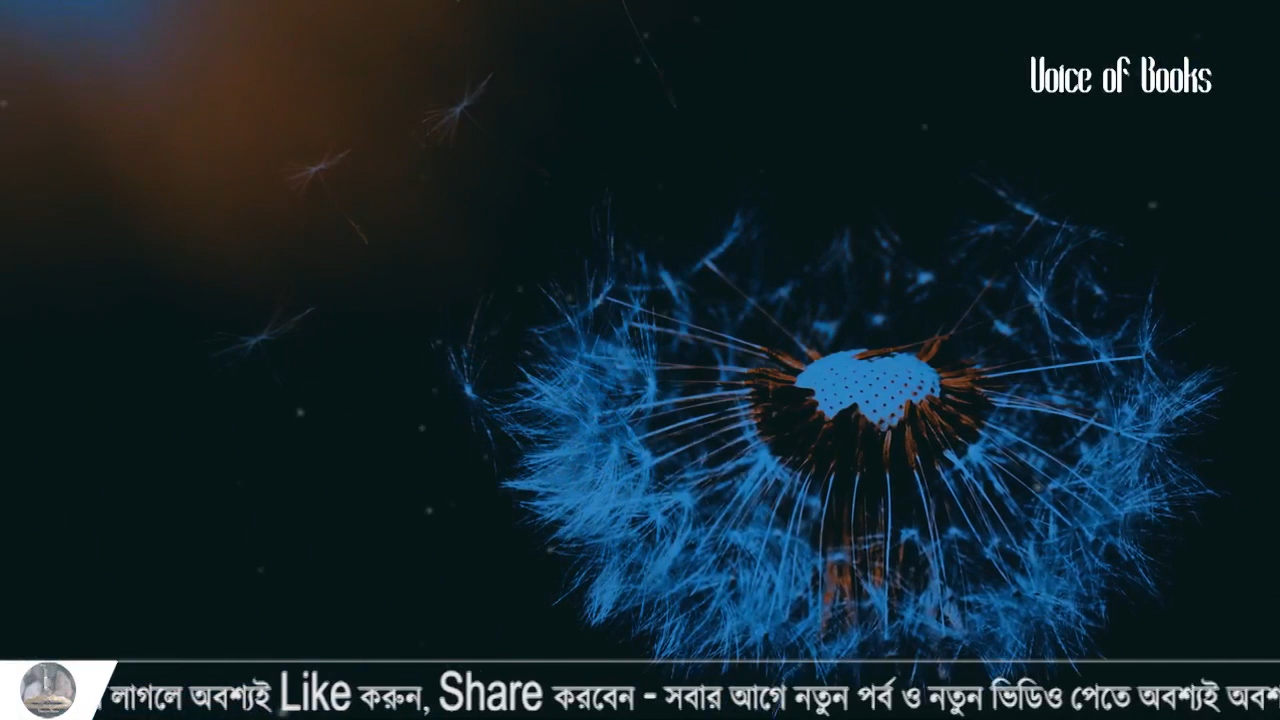 Voice of Books
লাগলে অবশ্যই Like করুন, Share করবেন - সবার আগে নতুন পর্ব ও নতুন ভিডিও পেতে অবশ্যই